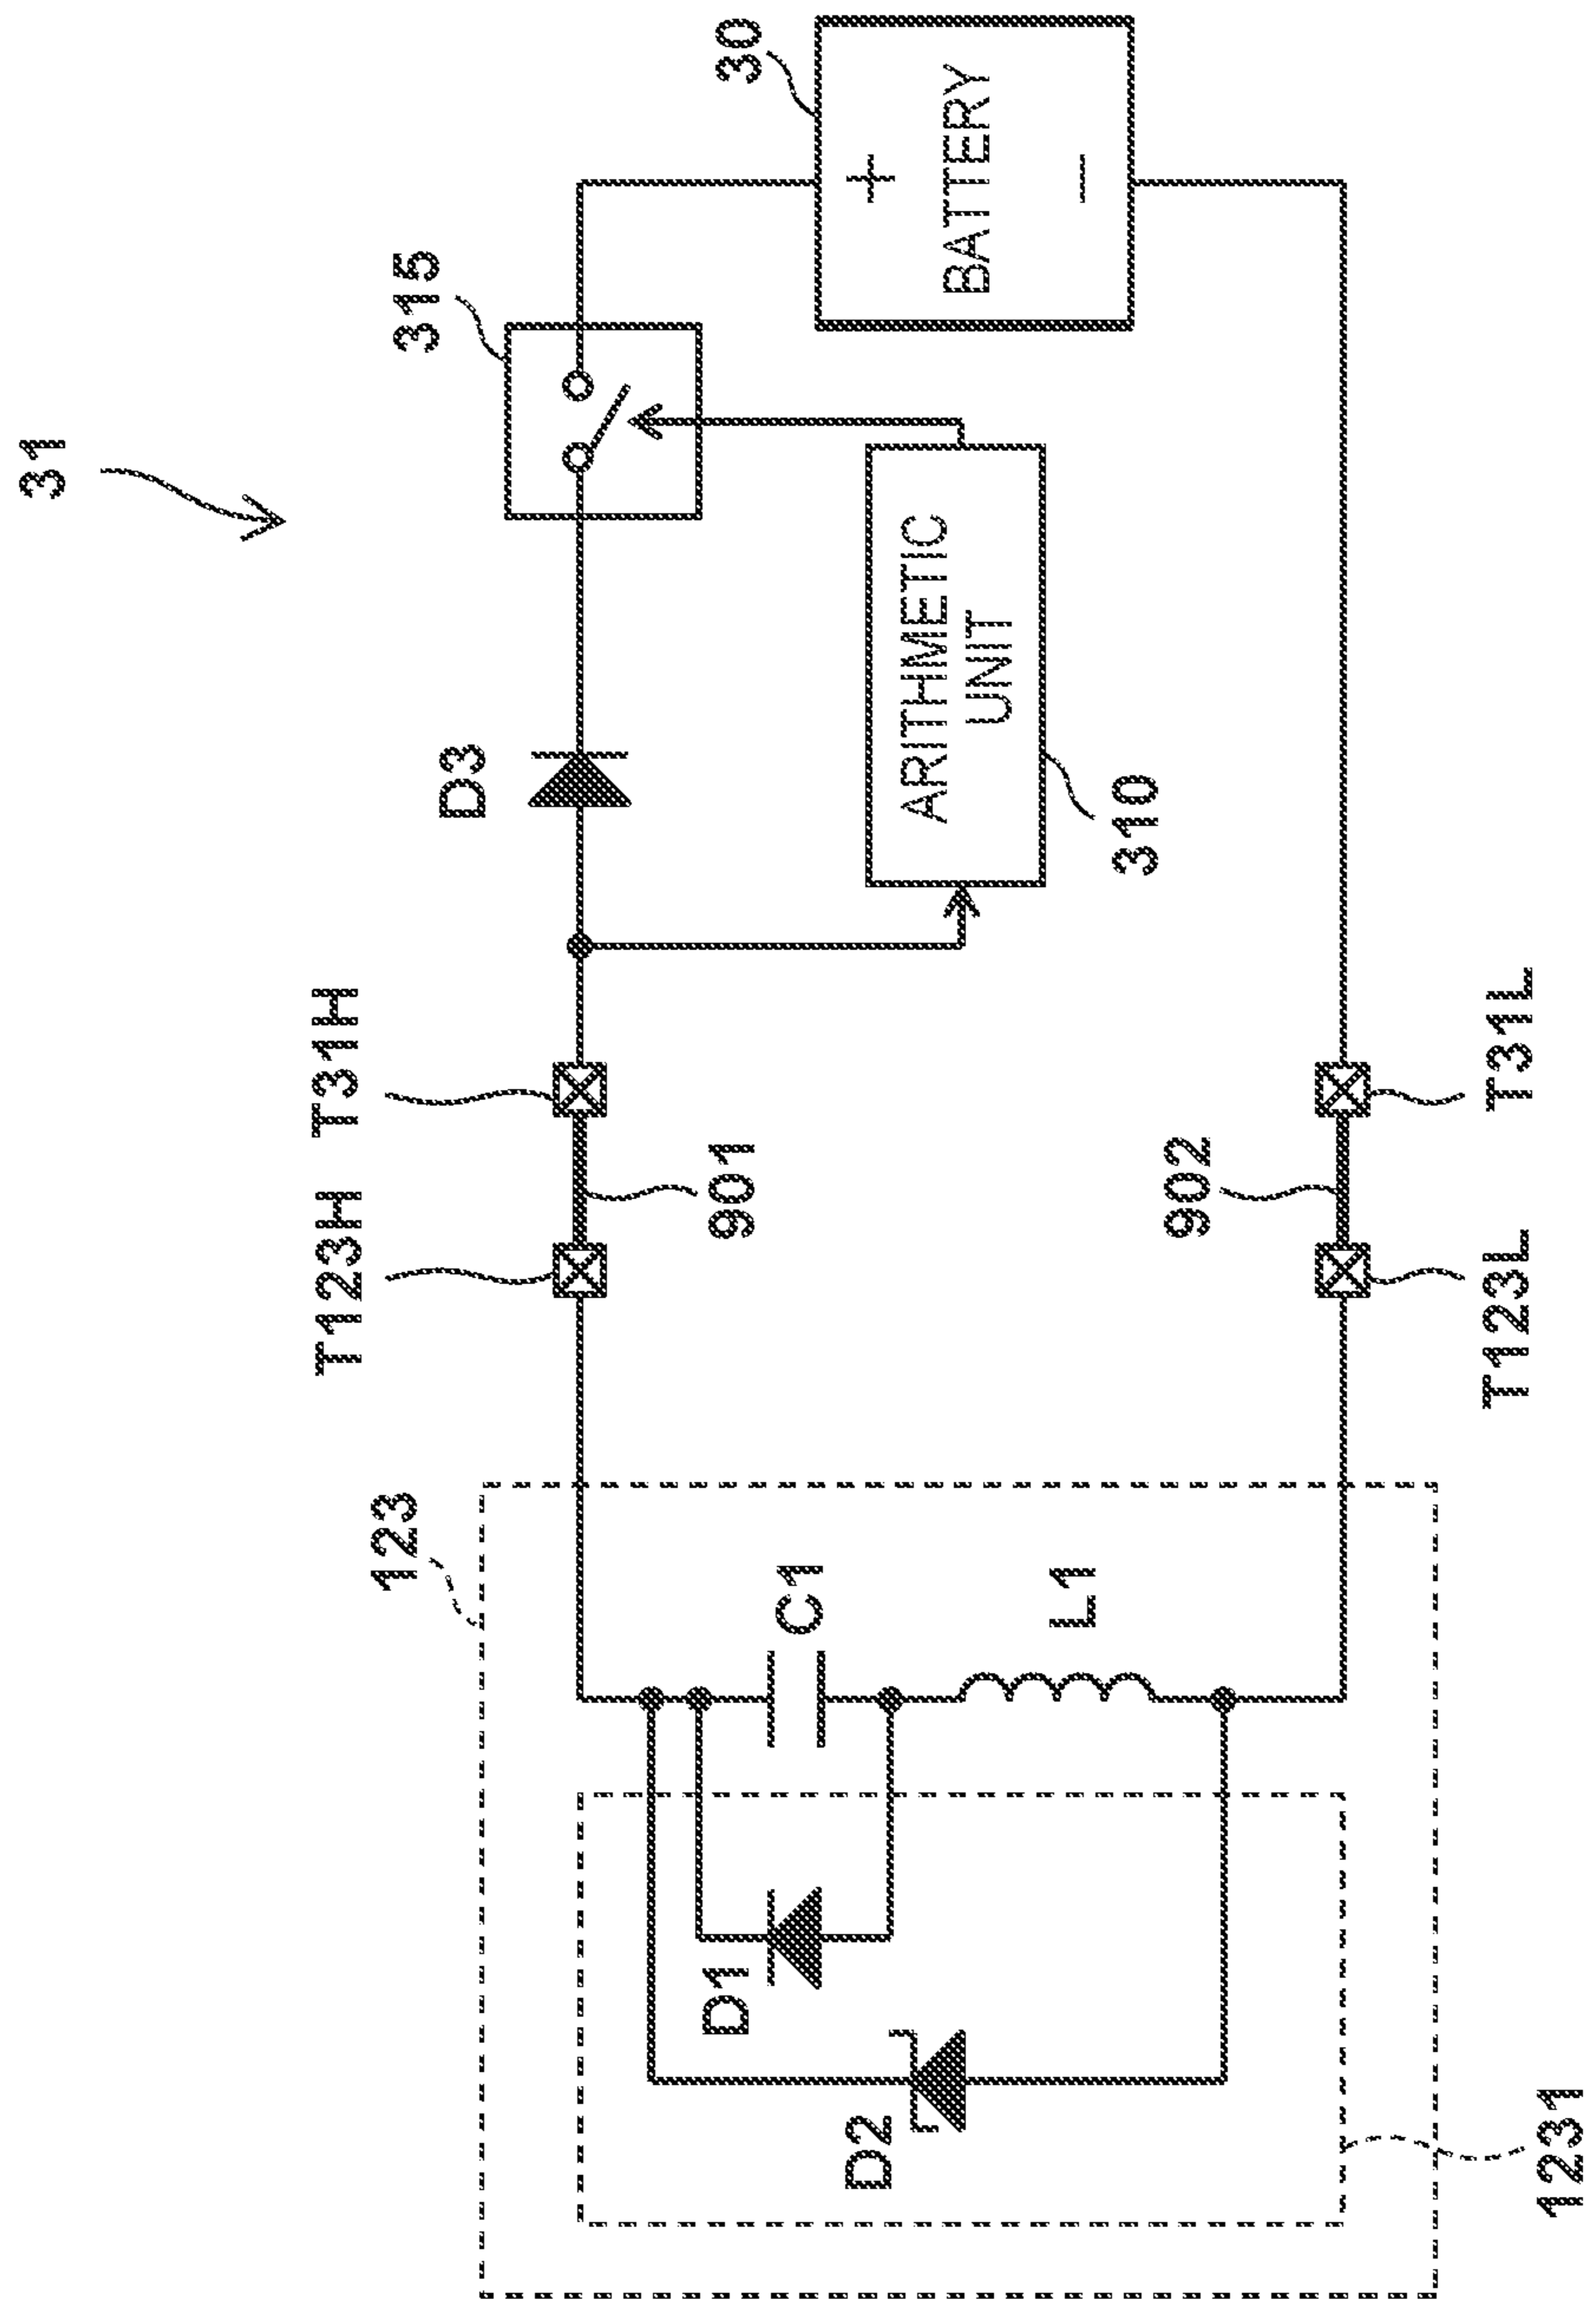 31
315
30
D3
+
BATTERY
−
ARITHMETIC
UNIT
310
T123H
T31H
901
902
T123L
T31L
123
C1
L1
D1
D2
1231